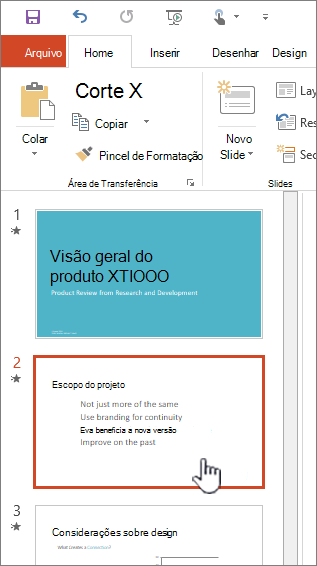 Arquivo Home Inserir Desenhar Design
Corte X
Copiar
Pincel de Formatação
Colar
Novo
Slide
Lay
Res
Sec
Área de Transferência
Slides
1
Visão geral do
produto XTIOOO
Product Review from Research and Development
2
Escopo do projeto
Not just more of the same
Use branding for continuity
Eva beneficia a nova versão
Improve on the past
3
Considerações sobre design
What creates a consensus?